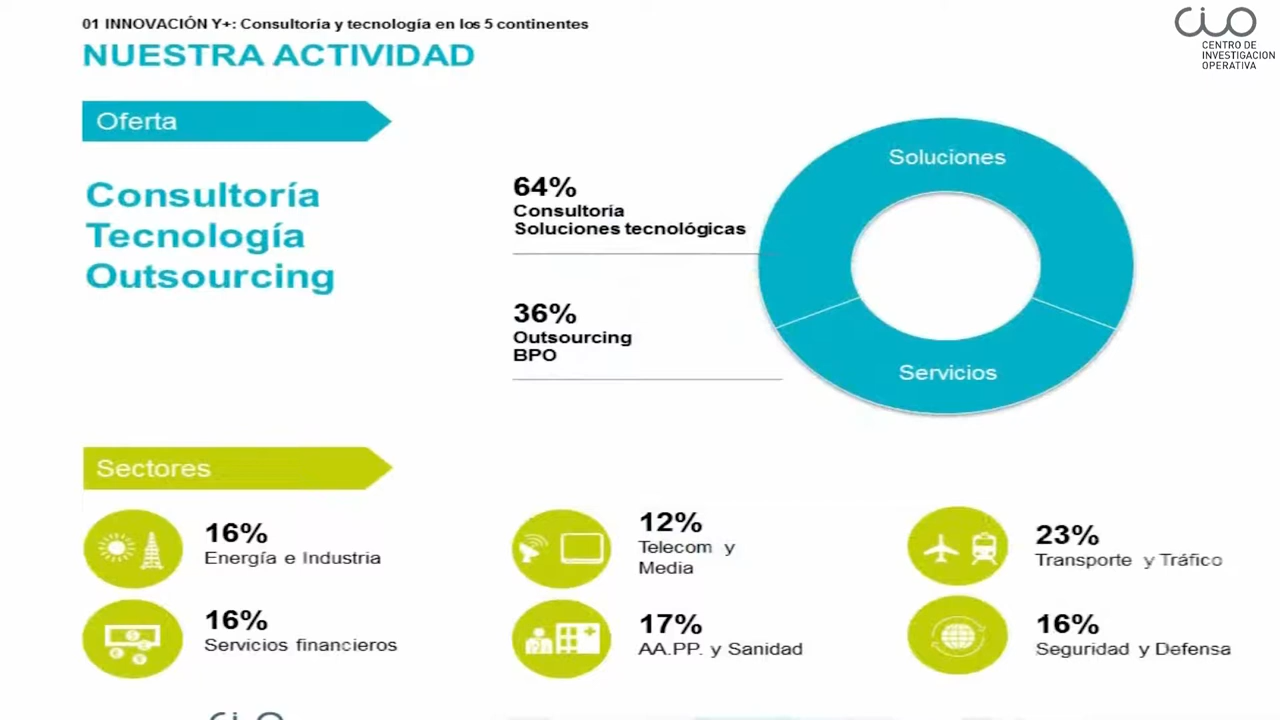 01 INNOVACIÓN Y+: Consultoría y tecnología en los 5 continentes
NUESTRA ACTIVIDAD
CIO
CENTRO DE
INVESTIGACION
OPERATIVA
Oferta
Consultoría
Tecnología
Outsourcing
64%
Consultoría
Soluciones tecnológicas
36%
Outsourcing
BPO
Soluciones
Servicios
Sectores
16%
Energía e Industria
12%
Telecom y
Media
23%
Transporte y Tráfico
16%
Servicios financieros
17%
AA.PP. y Sanidad
16%
Seguridad y Defensa